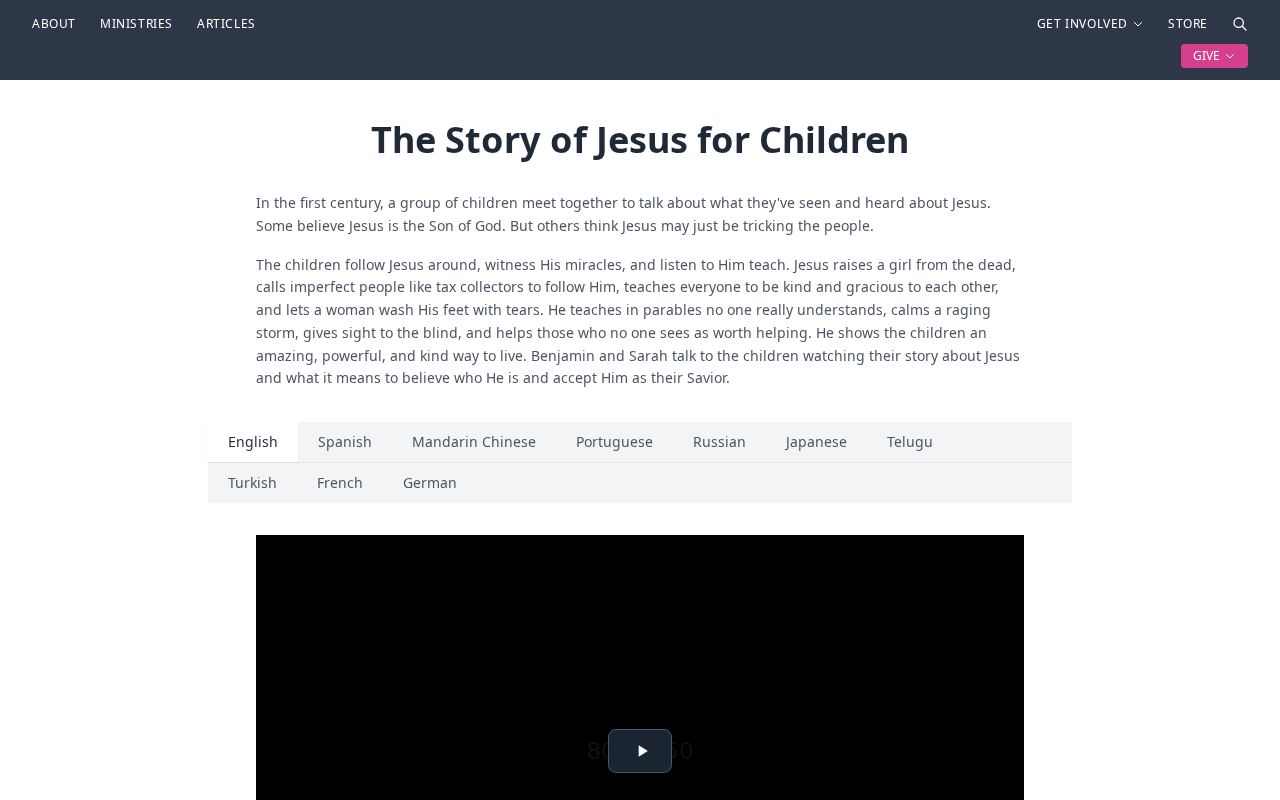 ABOUT MINISTRIES ARTICLES GET INVOLVED STORE
GIVE
The Story of Jesus for Children
In the first century, a group of children meet together to talk about what they've seen and heard about Jesus.
Some believe Jesus is the Son of God. But others think Jesus may just be tricking the people.
The children follow Jesus around, witness His miracles, and listen to Him teach. Jesus raises a girl from the dead,
calls imperfect people like tax collectors to follow Him, teaches everyone to be kind and gracious to each other,
and lets a woman wash His feet with tears. He teaches in parables no one really understands, calms a raging
storm, gives sight to the blind, and helps those who no one sees as worth helping. He shows the children an
amazing, powerful, and kind way to live. Benjamin and Sarah talk to the children watching their story about Jesus
and what it means to believe who He is and accept Him as their Savior.
English Spanish Mandarin Chinese Portuguese Russian Japanese Telugu
Turkish French German